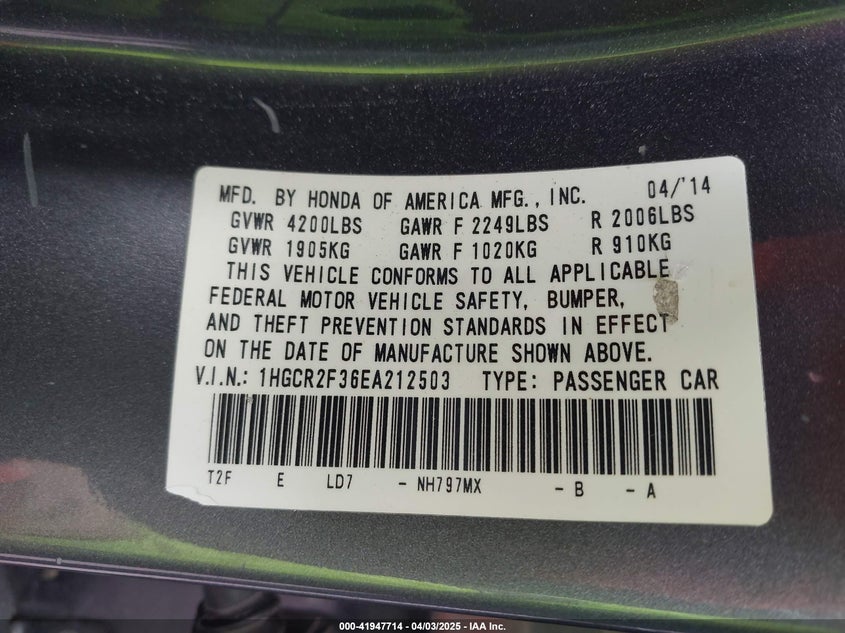 MFD. BY HONDA OF AMERICA MFG., INC. 04/'14
GVWR 4200LBS GAWR F 2249LBS R 2006LBS
GVWR 1905KG GAWR F 1020KG R 910KG
THIS VEHICLE CONFORMS TO ALL APPLICABLE
FEDERAL MOTOR VEHICLE SAFETY, BUMPER,
AND THEFT PREVENTION STANDARDS IN EFFECT
ON THE DATE OF MANUFACTURE SHOWN ABOVE.
V.I.N.: 1HGCR2F36EA212503 TYPE: PASSENGER CAR
T2F E LD7 - NH797MX - B - A
000-41947714 - 04/03/2025 - IAA Inc.